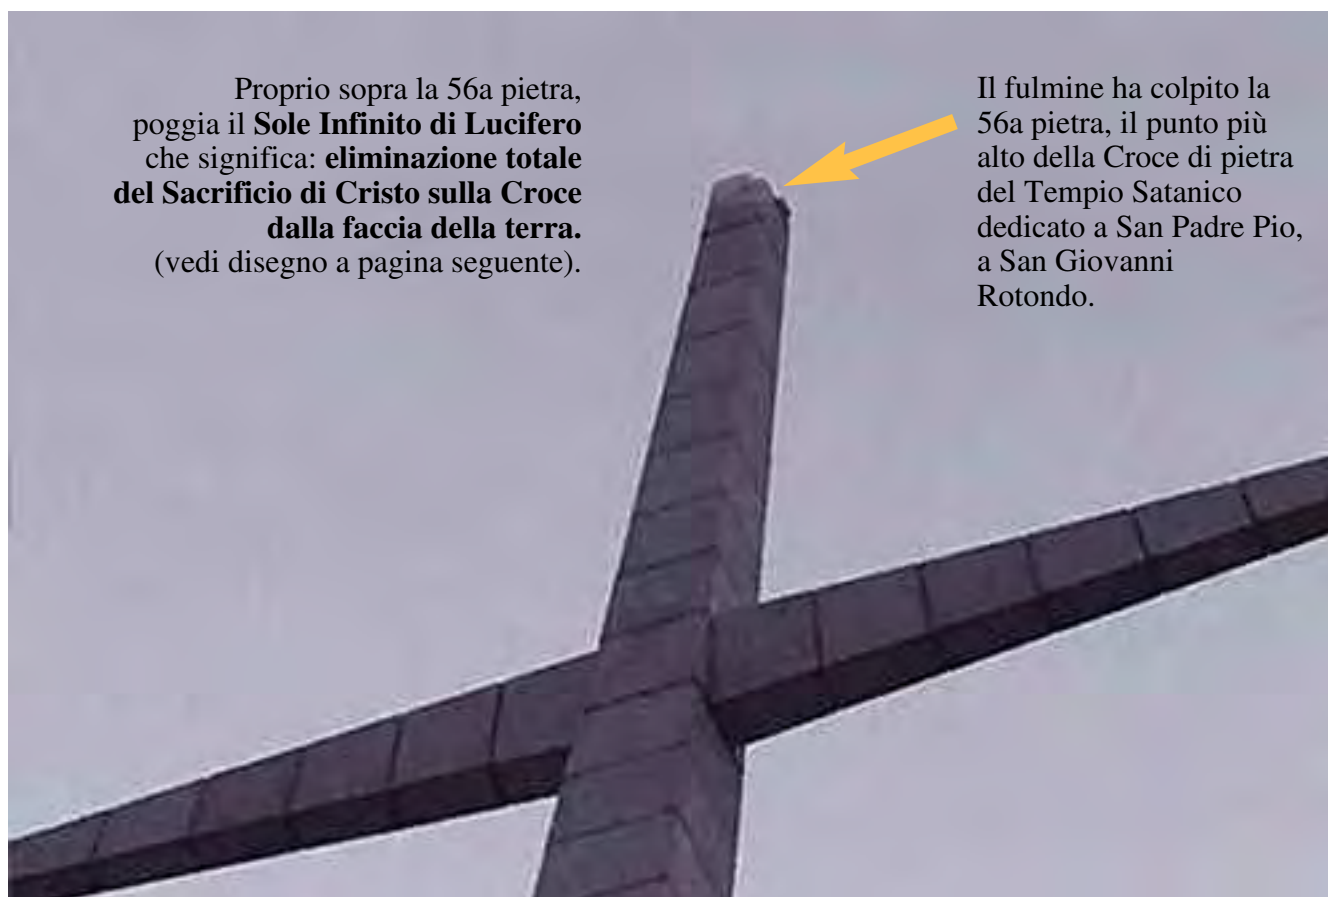 Proprio sopra la 56a pietra,
poggia il Sole Infinito di Lucifero
che significa: eliminazione totale
del Sacrificio di Cristo sulla Croce
dalla faccia della terra.
(vedi disegno a pagina seguente).
Il fulmine ha colpito la
56a pietra, il punto più
alto della Croce di pietra
del Tempio Satanico
dedicato a San Padre Pio,
a San Giovanni
Rotondo.